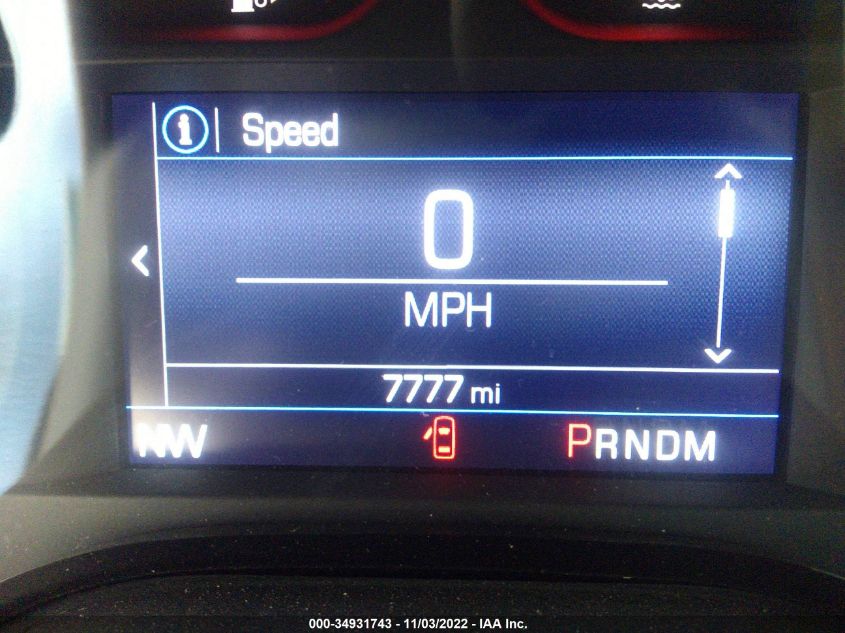 i Speed
0
MPH
7777 mi
NW PRNDM
000-34931743 - 11/03/2022 - IAA Inc.